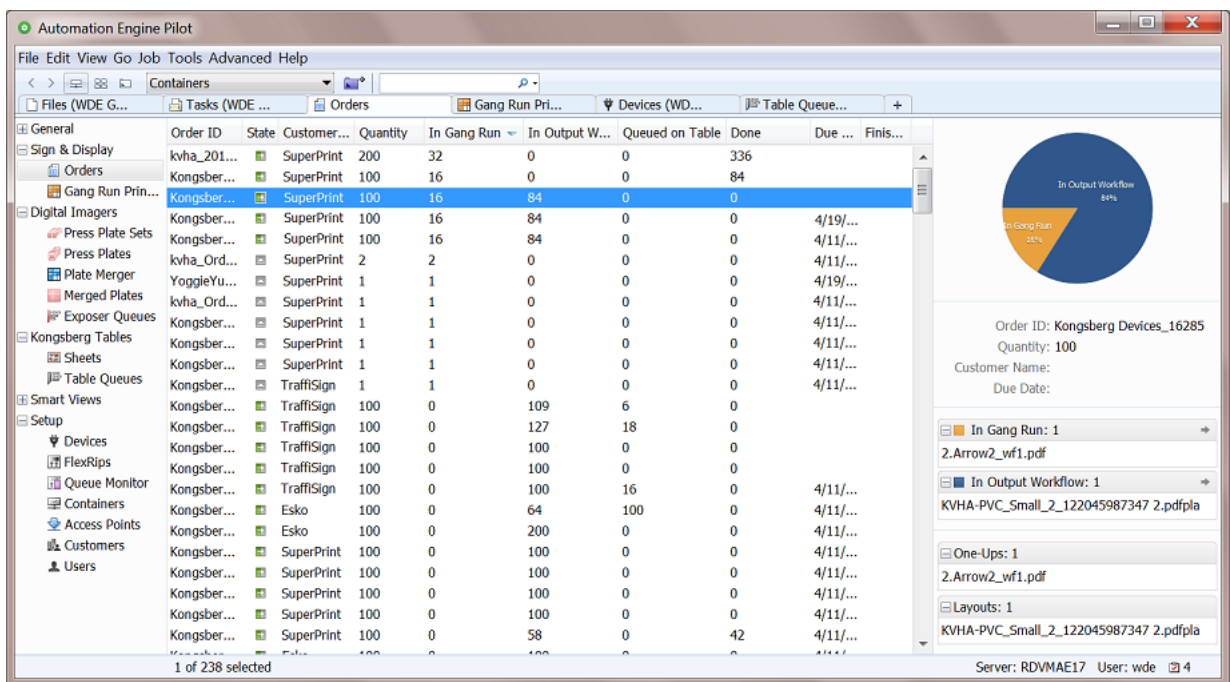 Automation Engine Pilot
File Edit View Go Job Tools Advanced Help
Containers
Files (WDE G... Tasks (WDE ... Orders Gang Run Pri... Devices (WD... Table Queue... +
General
Sign & Display
Orders
Gang Run Prin...
Digital Imagers
Press Plate Sets
Press Plates
Plate Merger
Merged Plates
Exposer Queues
Kongsberg Tables
Sheets
Table Queues
Smart Views
Setup
Devices
FlexRips
Queue Monitor
Containers
Access Points
Customers
Users
Order ID State Customer... Quantity In Gang Run In Output W... Queued on Table Done Due ... Finis...
kvha_201... SuperPrint 200 32 0 0 336
Kongsber... SuperPrint 100 16 0 0 84
Kongsber... SuperPrint 100 16 84 0 0
Kongsber... SuperPrint 100 16 84 0 0 4/19/...
Kongsber... SuperPrint 100 16 84 0 0 4/11/...
kvha_Ord... SuperPrint 2 2 0 0 0 4/11/...
YoggieYu... SuperPrint 1 1 0 0 0 4/19/...
kvha_Ord... SuperPrint 1 1 0 0 0 4/11/...
Kongsber... SuperPrint 1 1 0 0 0 4/11/...
Kongsber... SuperPrint 1 1 0 0 0 4/11/...
Kongsber... SuperPrint 1 1 0 0 0 4/11/...
Kongsber... TraffiSign 1 1 0 0 0 4/11/...
Kongsber... TraffiSign 100 0 109 6 0
Kongsber... TraffiSign 100 0 127 18 0
Kongsber... TraffiSign 100 0 100 0 0
Kongsber... TraffiSign 100 0 100 0 0
Kongsber... TraffiSign 100 0 100 16 0 4/11/...
Kongsber... Esko 100 0 64 100 0 4/11/...
Kongsber... Esko 100 0 200 0 0 4/11/...
Kongsber... SuperPrint 100 0 100 0 0 4/11/...
Kongsber... SuperPrint 100 0 100 0 0 4/11/...
Kongsber... SuperPrint 100 0 100 0 0 4/11/...
Kongsber... SuperPrint 100 0 100 0 0 4/11/...
Kongsber... SuperPrint 100 0 58 0 42 4/11/...
In Output Workflow
84%
In Gang Run
16%
Order ID: Kongsberg Devices_16285
Quantity: 100
Customer Name:
Due Date:
In Gang Run: 1
2.Arrow2_wf1.pdf
In Output Workflow: 1
KVHA-PVC_Small_2_122045987347 2.pdfpla
One-Ups: 1
2.Arrow2_wf1.pdf
Layouts: 1
KVHA-PVC_Small_2_122045987347 2.pdfpla
1 of 238 selected
Server: RDVMAE17 User: wde 4